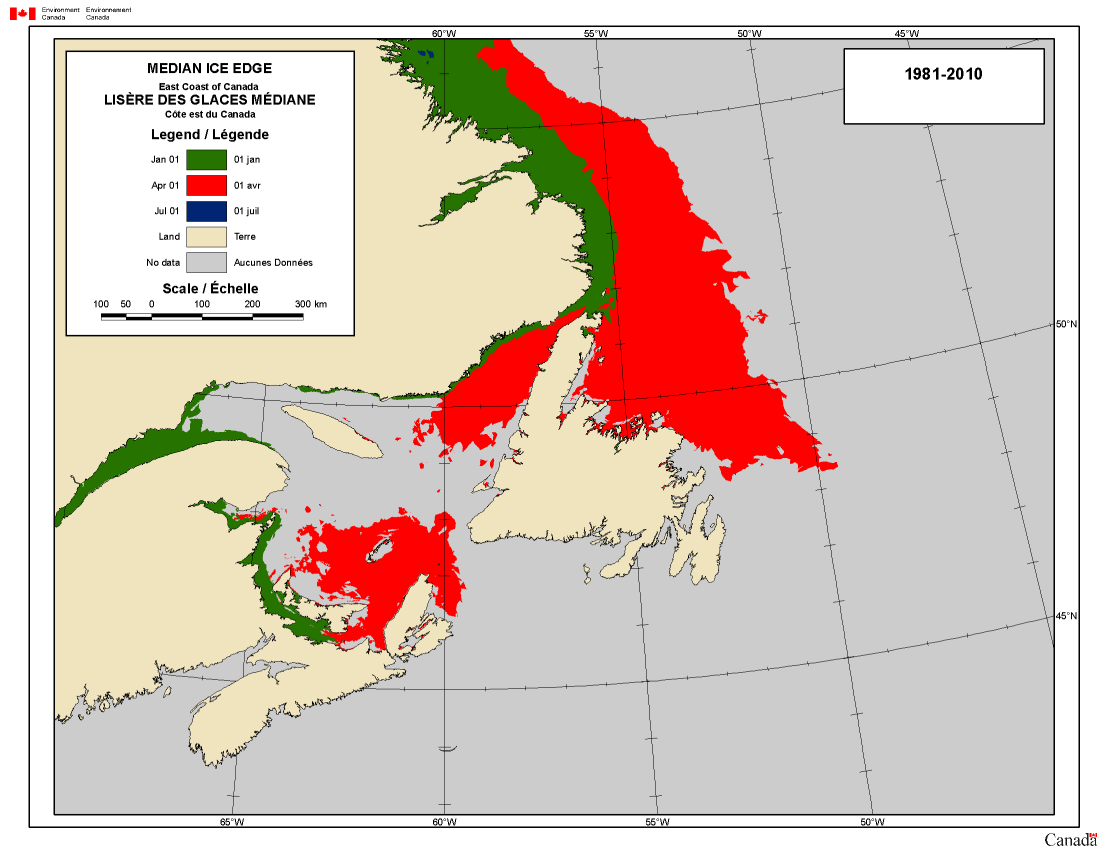 Environment Environnement
Canada Canada
60°W 55°W 50°W 45°W
MEDIAN ICE EDGE
East Coast of Canada
LISÈRE DES GLACES MÉDIANE
Côte est du Canada
Legend / Légende
Jan 01 01 jan
Apr 01 01 avr
Jul 01 01 juil
Land Terre
No data Aucunes Données
Scale / Échelle
100 50 0 100 200 300 km
1981-2010
50°N
45°N
65°W 60°W 55°W 50°W
Canada